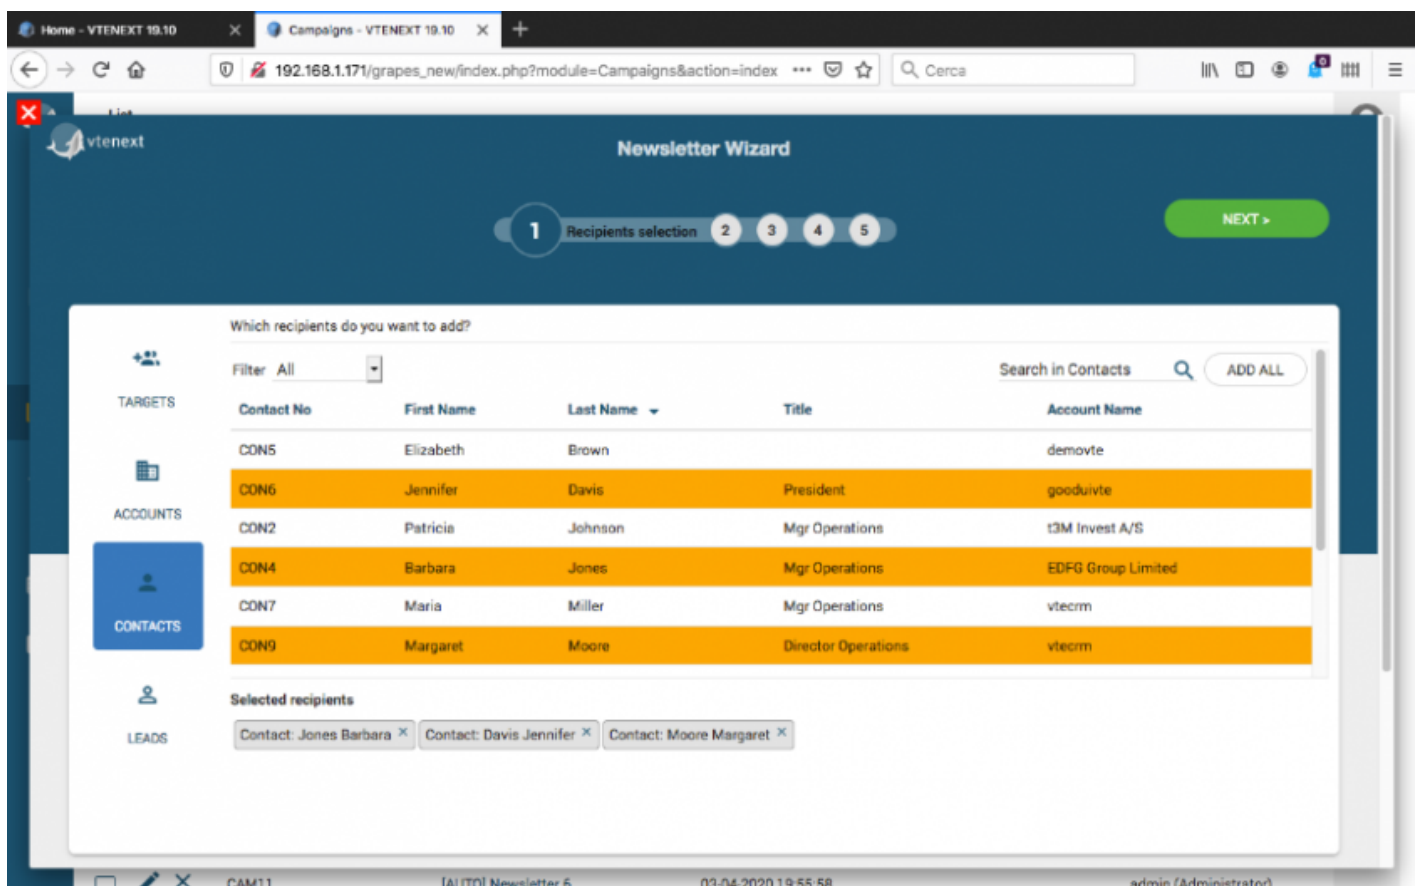 Home - VTENEXT 19.10
Campaigns - VTENEXT 19.10
192.168.1.171/grapes_new/index.php?module=Campaigns&action=index
Cerca
0
List
vtenext
Newsletter Wizard
1 Recipients selection 2 3 4 5
NEXT >
Which recipients do you want to add?
TARGETS
ACCOUNTS
CONTACTS
LEADS
Filter All
Search in Contacts
ADD ALL
Contact No First Name Last Name Title Account Name
CON5 Elizabeth Brown demovte
CON6 Jennifer Davis President gooduivte
CON2 Patricia Johnson Mgr Operations t3M Invest A/S
CON4 Barbara Jones Mgr Operations EDFG Group Limited
CON7 Maria Miller Mgr Operations vtecrm
CON9 Margaret Moore Director Operations vtecrm
Selected recipients
Contact: Jones Barbara × Contact: Davis Jennifer × Contact: Moore Margaret ×
CAM11 [AUTO] Newsletter 6 03-04-2020 19:55:58 admin (Administrator)